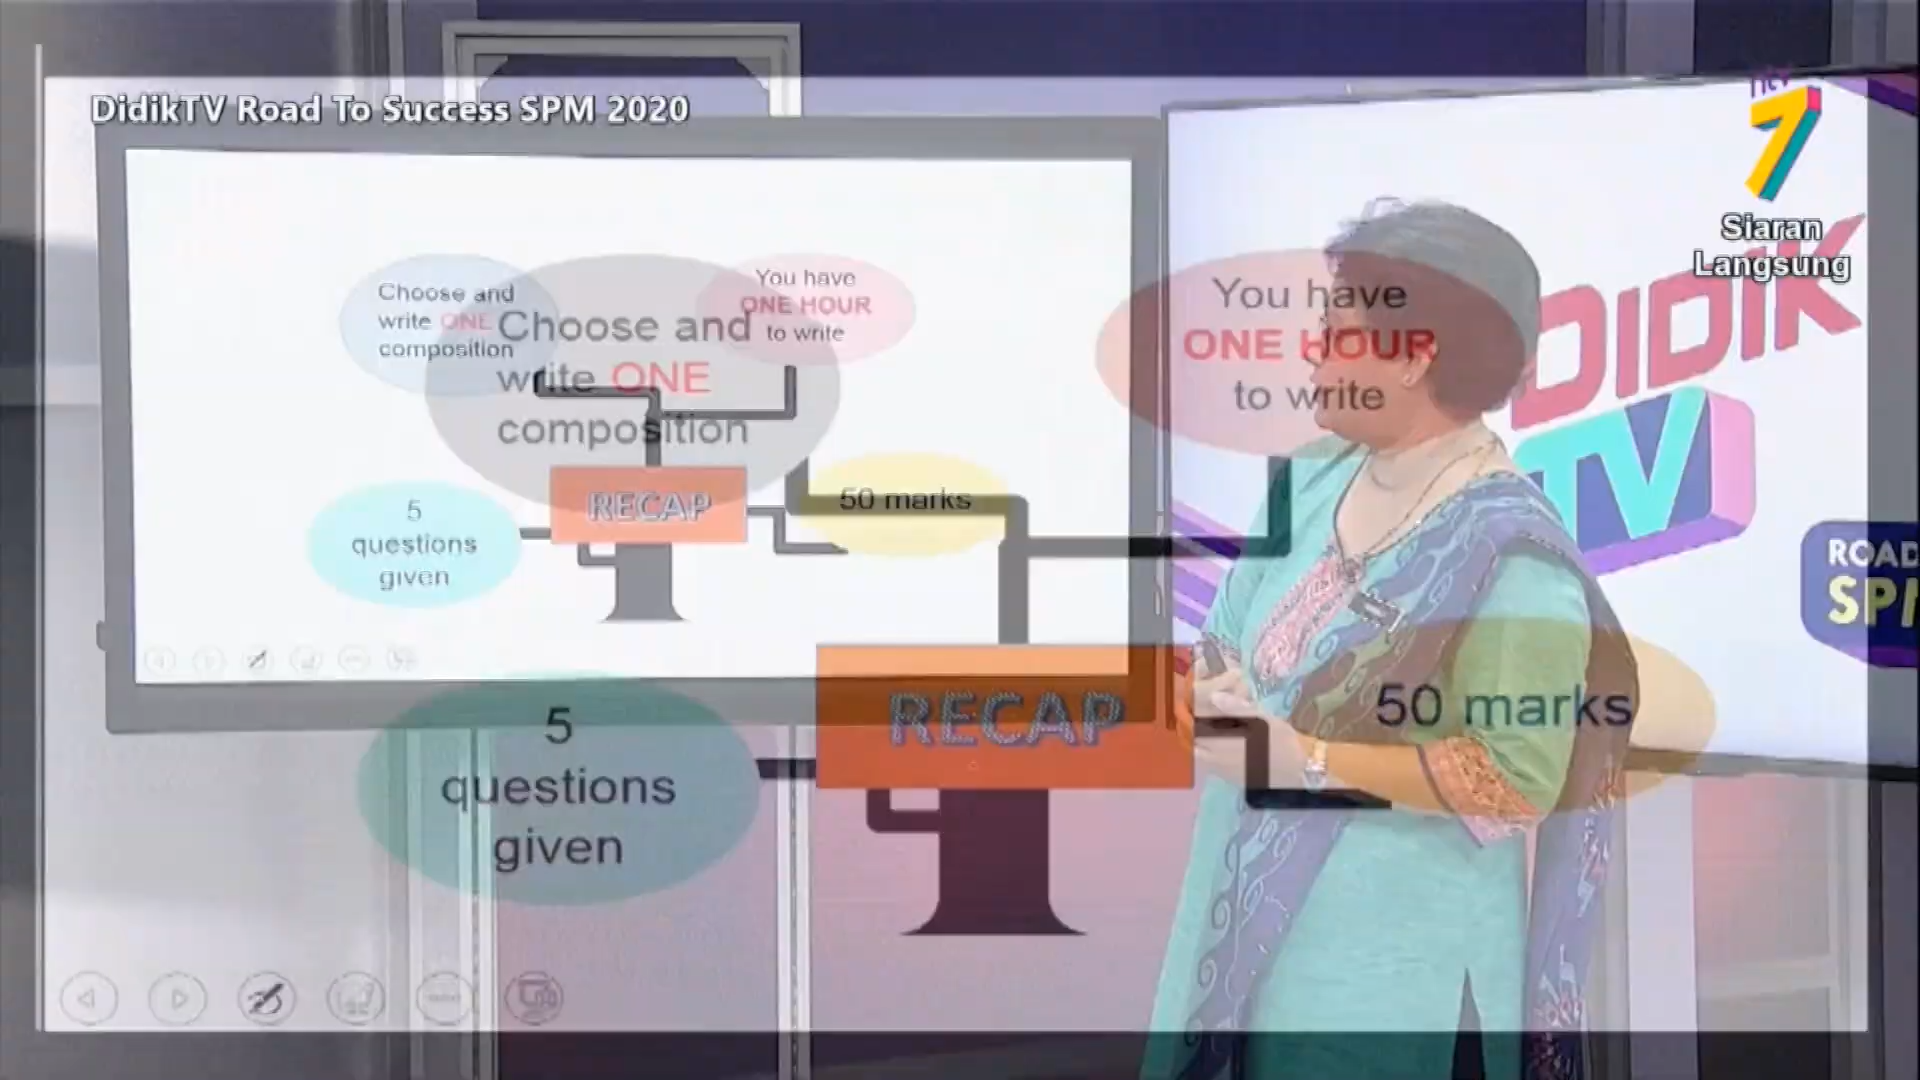 DidikTV Road To Success SPM 2020
ntv
7
Siaran
Langsung
Choose and
write ONE
composition
You have
ONE HOUR
to write
5
questions
given
RECAP
50 marks
Choose and
write ONE
composition
You have
ONE HOUR
to write
5
questions
given
RECAP
50 marks
DIDIK
TV
ROAD